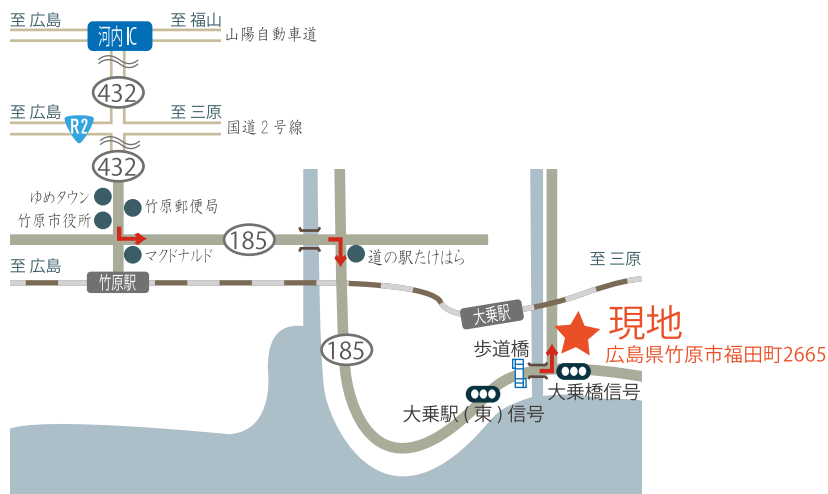 至 広島
河内 IC
至 福山
山陽自動車道
432
至 広島
R2
至 三原
国道2号線
432
ゆめタウン
竹原郵便局
竹原市役所
185
マクドナルド
道の駅たけはら
至 広島
竹原駅
至 三原
大乗駅
現地
広島県竹原市福田町2665
185
歩道橋
大乗橋信号
大乗駅(東)信号